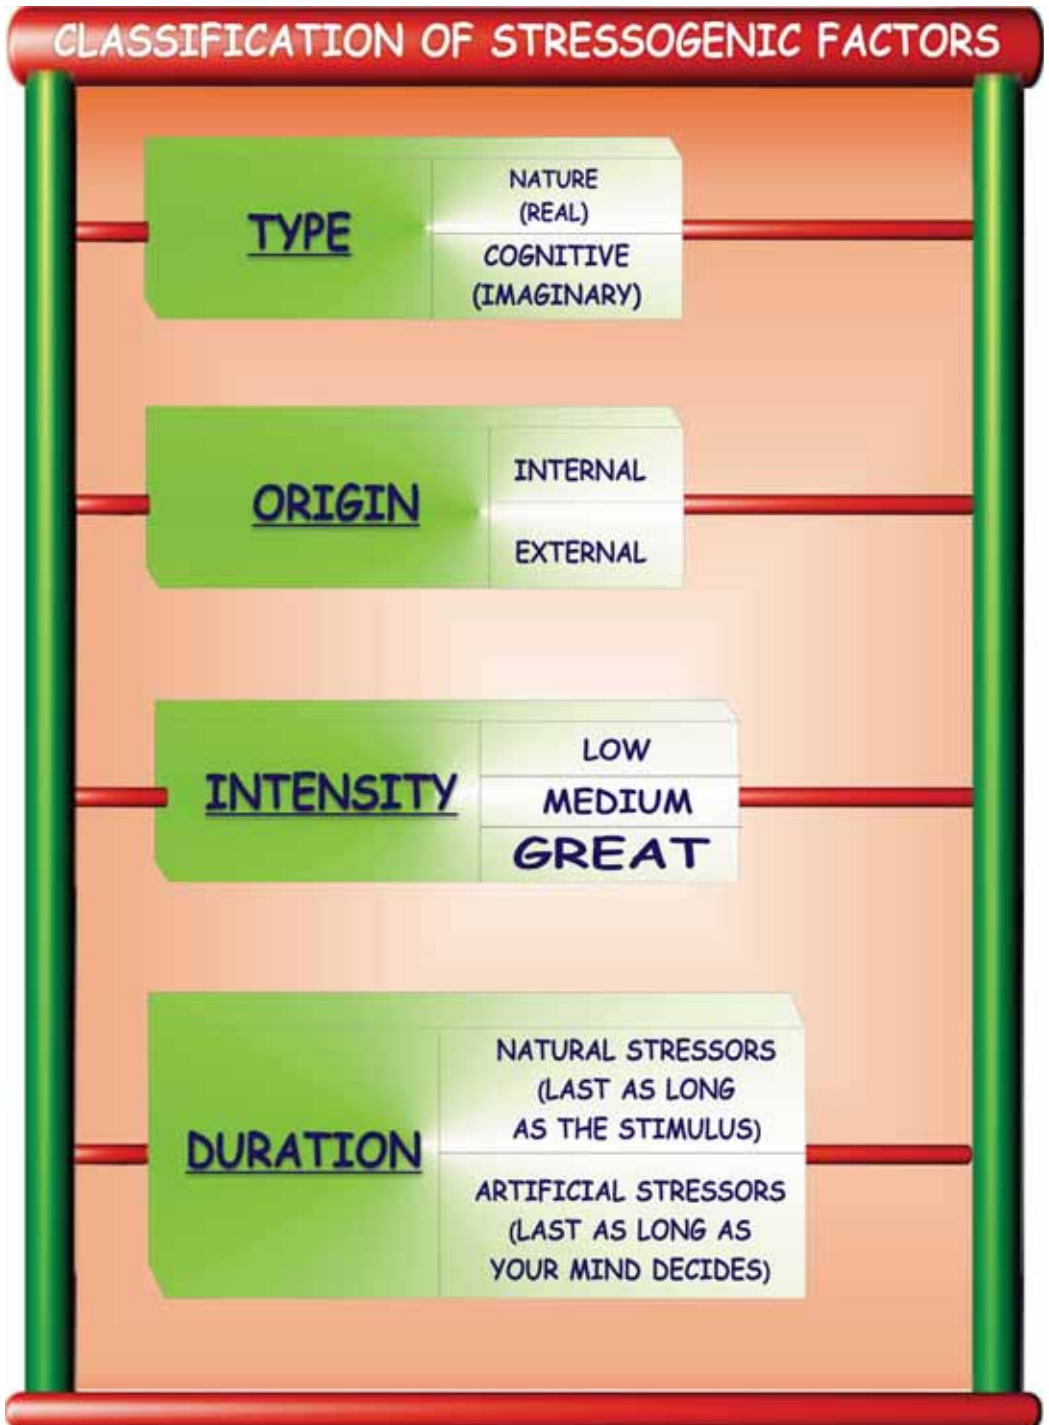 CLASSIFICATION OF STRESSOGENIC FACTORS
TYPE
NATURE
(REAL)
COGNITIVE
(IMAGINARY)
ORIGIN
INTERNAL
EXTERNAL
INTENSITY
LOW
MEDIUM
GREAT
DURATION
NATURAL STRESSORS
(LAST AS LONG
AS THE STIMULUS)
ARTIFICIAL STRESSORS
(LAST AS LONG AS
YOUR MIND DECIDES)